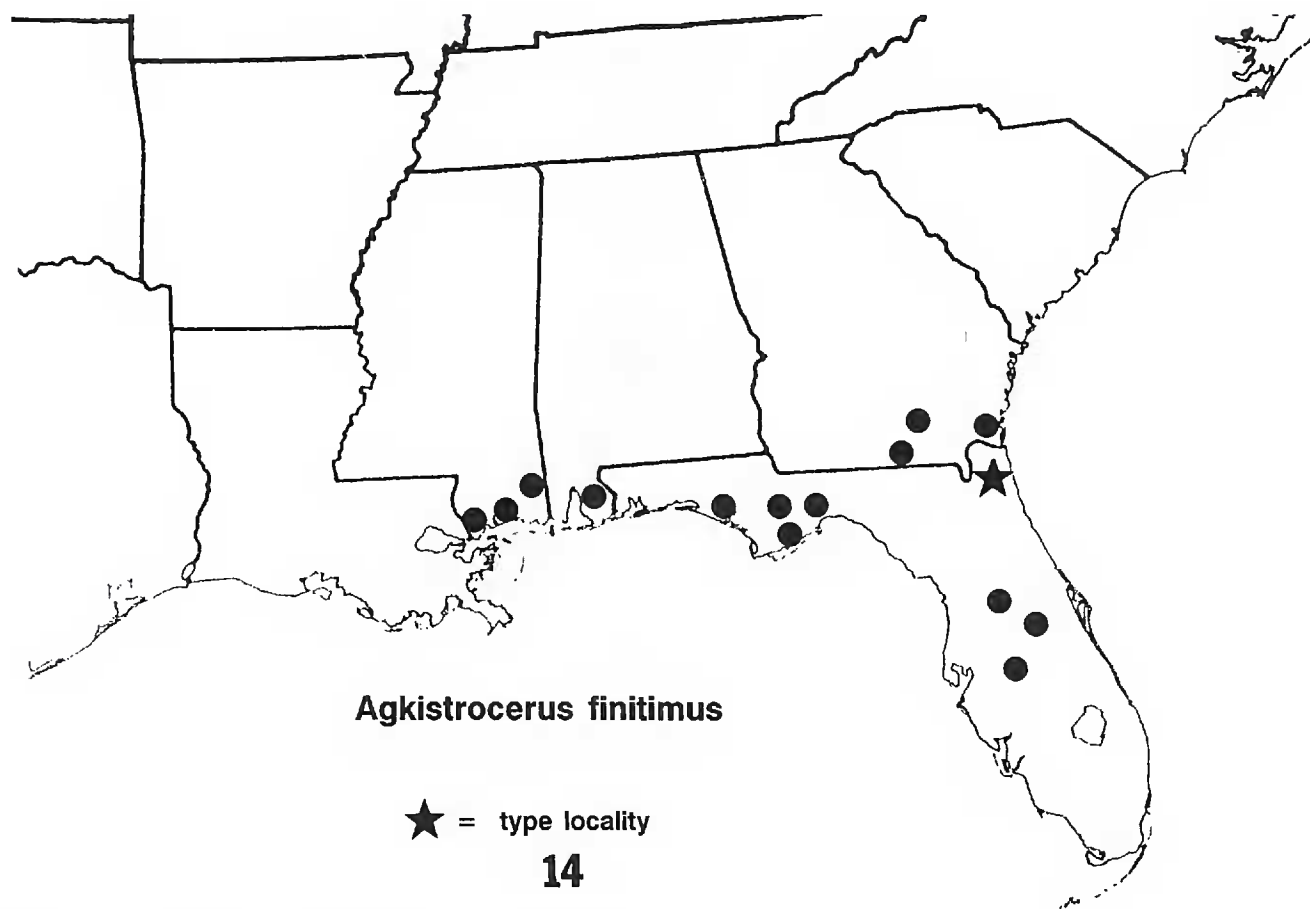 Agkistrocerus finitimus
★ = type locality
14